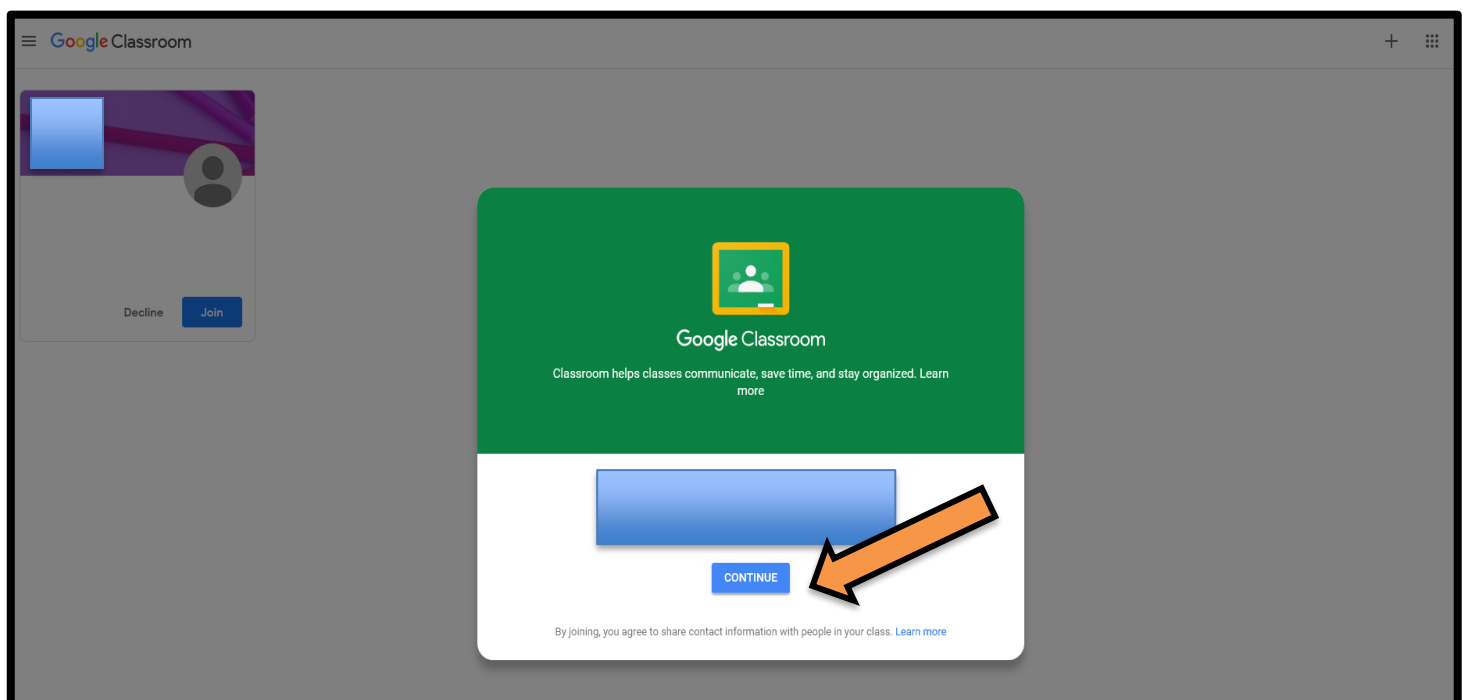 Google Classroom
Decline Join
Google Classroom
Classroom helps classes communicate, save time, and stay organized. Learn
more
CONTINUE
By joining, you agree to share contact information with people in your class. Learn more